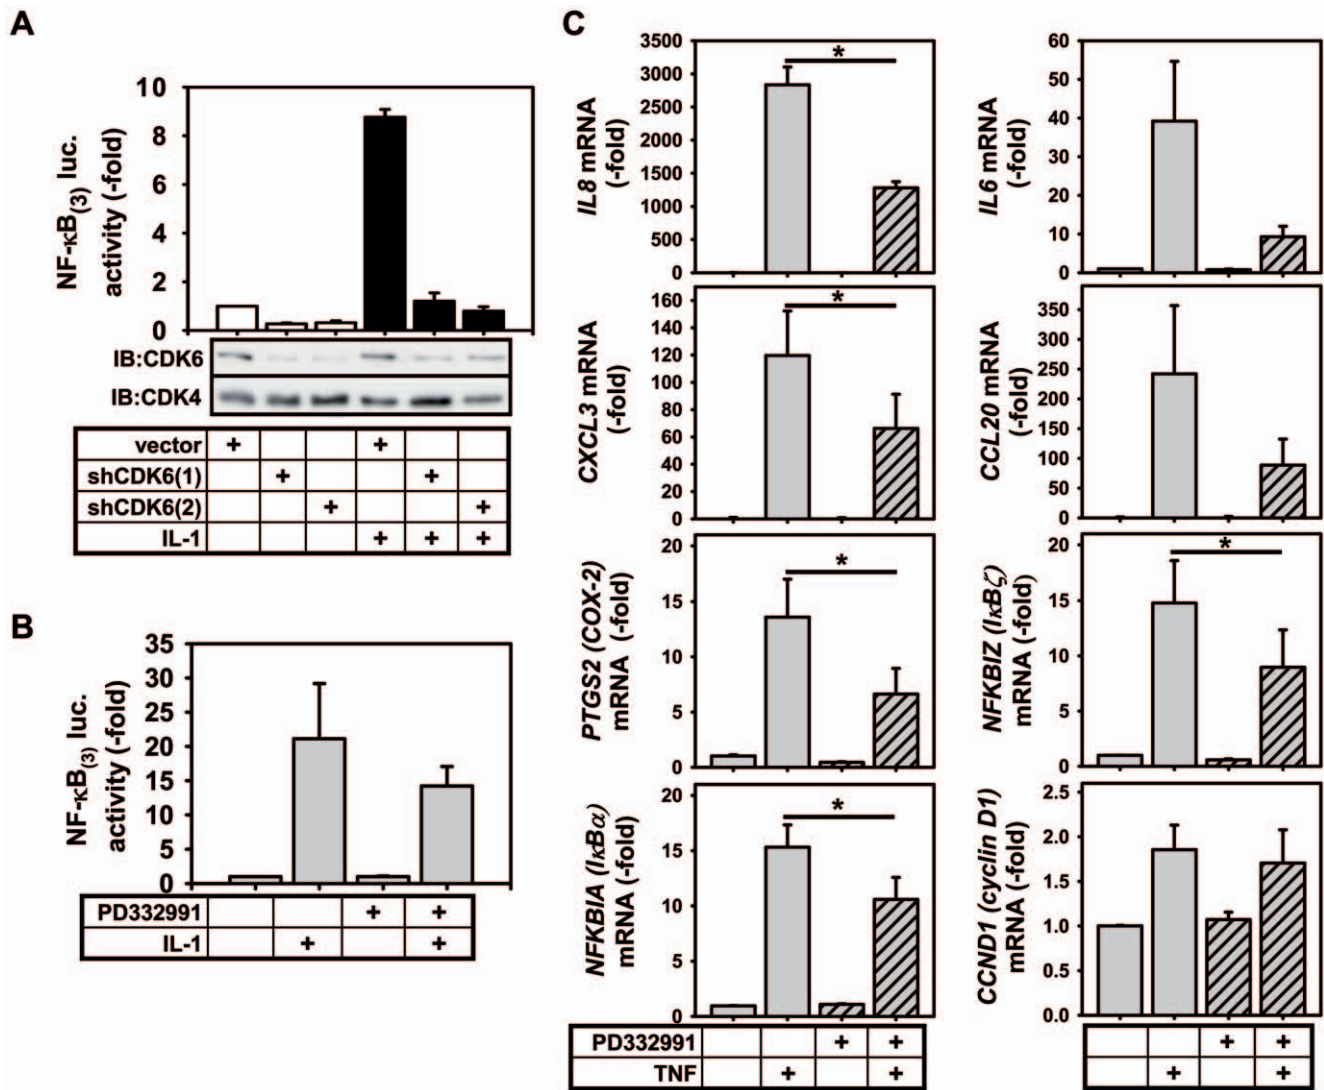 A
NF-κB(3) luc.
activity (-fold)
10
8
6
4
2
0
IB:CDK6
IB:CDK4
vector + +
shCDK6(1) + +
shCDK6(2) + +
IL-1 + + +
B
NF-κB(3) luc.
activity (-fold)
35
30
25
20
15
10
5
0
PD332991 + +
IL-1 + +
C
IL8 mRNA
(-fold)
3500
3000
2500
2000
1500
1000
500
0
*
IL6 mRNA
(-fold)
60
50
40
30
20
10
0
CXCL3 mRNA
(-fold)
160
140
120
100
80
60
40
20
0
*
CCL20 mRNA
(-fold)
350
300
250
200
150
100
50
0
PTGS2 (COX-2)
mRNA (-fold)
20
15
10
5
0
*
NFKBIZ (IκBζ)
mRNA (-fold)
20
15
10
5
0
*
NFKBIA (IκBα)
mRNA (-fold)
20
15
10
5
0
*
CCND1 (cyclin D1)
mRNA (-fold)
2.5
2.0
1.5
1.0
0.5
0.0
PD332991 + +
TNF + +
+ +
+ +